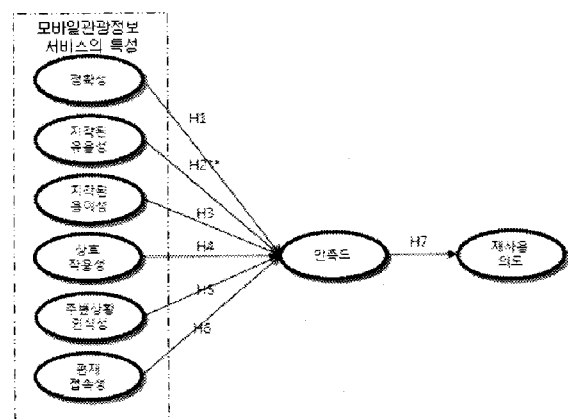 모바일관광정보
서비스의 특성
정확성
지각된
유용성
지각된
용이성
상호
작용성
주변상황
인식성
편재
접속성
H1
H2**
H3
H4
H5
H6
만족도
H7
재사용
의도